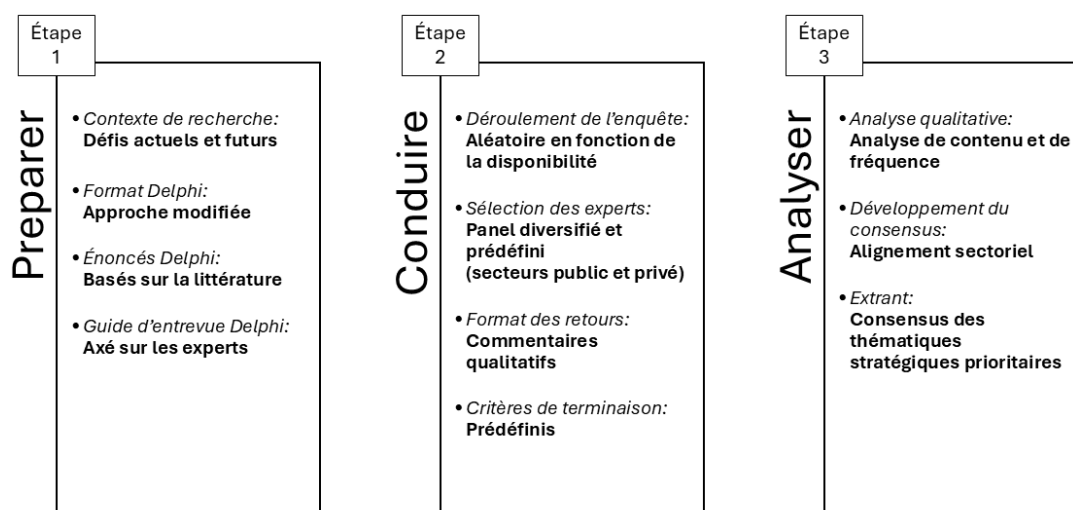 Étape
1
Preparer
• Contexte de recherche:
Défis actuels et futurs
• Format Delphi:
Approche modifiée
• Énoncés Delphi:
Basés sur la littérature
• Guide d'entrevue Delphi:
Axé sur les experts
Étape
2
Conduire
• Déroulement de l'enquête:
Aléatoire en fonction de
la disponibilité
• Sélection des experts:
Panel diversifié et
prédéfini
(secteurs public et privé)
• Format des retours:
Commentaires
qualitatifs
• Critères de terminaison:
Prédéfinis
Étape
3
Analyser
• Analyse qualitative:
Analyse de contenu et de
fréquence
• Développement du
consensus:
Alignement sectoriel
• Extrant:
Consensus des
thématiques
stratégiques prioritaires